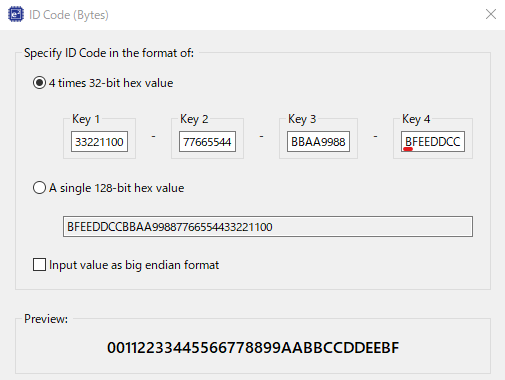 ID Code (Bytes)
Specify ID Code in the format of:
4 times 32-bit hex value
Key 1 Key 2 Key 3 Key 4
33221100 - 77665544 - BBAA9988 - BFEEDDCC
A single 128-bit hex value
BFEEDDCCBBAA99887766554433221100
Input value as big endian format
Preview:
00112233445566778899AABBCCDDEEBF